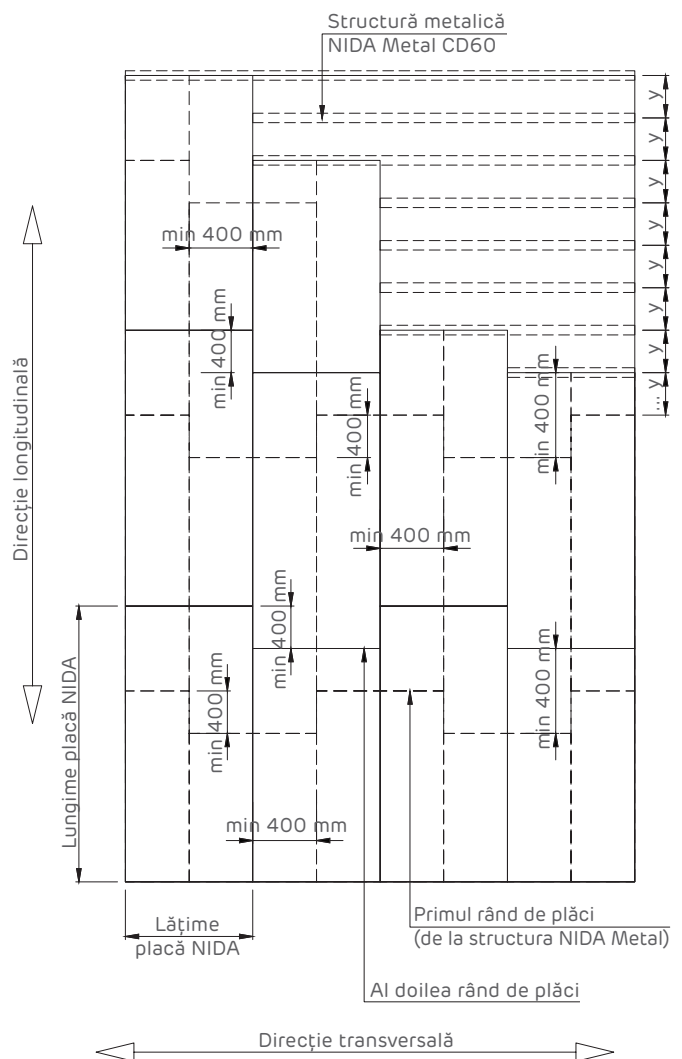 Structură metalică
NIDA Metal CD60
y
y
y
y
y
y
y
... y
min 400 mm
min 400 mm
min 400 mm
min 400 mm
min 400 mm
min 400 mm
min 400 mm
min 400 mm
min 400 mm
Direcție longitudinală
Lungime placă NIDA
Lățime
placă NIDA
Primul rând de plăci
(de la structura NIDA Metal)
Al doilea rând de plăci
Direcție transversală